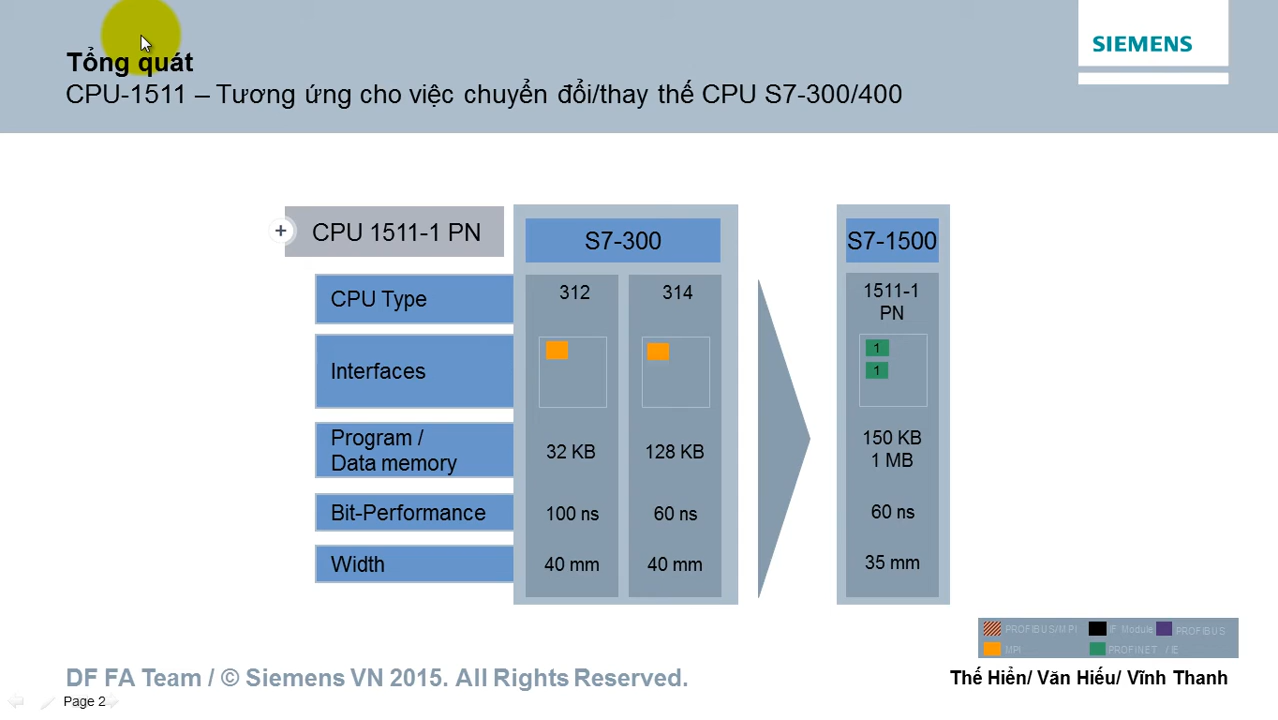 SIEMENS
Tổng quát
CPU-1511 – Tương ứng cho việc chuyển đổi/thay thế CPU S7-300/400
+
CPU 1511-1 PN
S7-300
S7-1500
CPU Type
312
314
1511-1
PN
Interfaces
1
1
Program /
Data memory
32 KB
128 KB
150 KB
1 MB
Bit-Performance
100 ns
60 ns
60 ns
Width
40 mm
40 mm
35 mm
PROFIBUS/MPI
IF Module
PROFIBUS
MPI
PROFINET / IE
DF FA Team / © Siemens VN 2015. All Rights Reserved.
Thế Hiển/ Văn Hiếu/ Vĩnh Thanh
Page 2